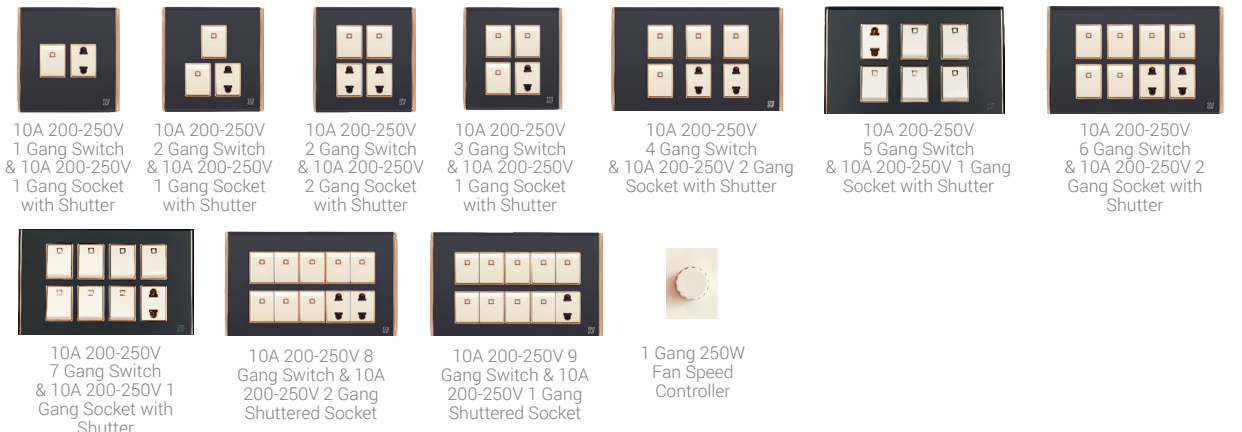 10A 200-250V
1 Gang Switch
& 10A 200-250V
1 Gang Socket
with Shutter
10A 200-250V
2 Gang Switch
& 10A 200-250V
1 Gang Socket
with Shutter
10A 200-250V
2 Gang Switch
& 10A 200-250V
2 Gang Socket
with Shutter
10A 200-250V
3 Gang Switch
& 10A 200-250V
1 Gang Socket
with Shutter
10A 200-250V
4 Gang Switch
& 10A 200-250V 2 Gang
Socket with Shutter
10A 200-250V
5 Gang Switch
& 10A 200-250V 1 Gang
Socket with Shutter
10A 200-250V
6 Gang Switch
& 10A 200-250V 2
Gang Socket with
Shutter
10A 200-250V
7 Gang Switch
& 10A 200-250V 1
Gang Socket with
Shutter
10A 200-250V 8
Gang Switch & 10A
200-250V 2 Gang
Shuttered Socket
10A 200-250V 9
Gang Switch & 10A
200-250V 1 Gang
Shuttered Socket
1 Gang 250W
Fan Speed
Controller